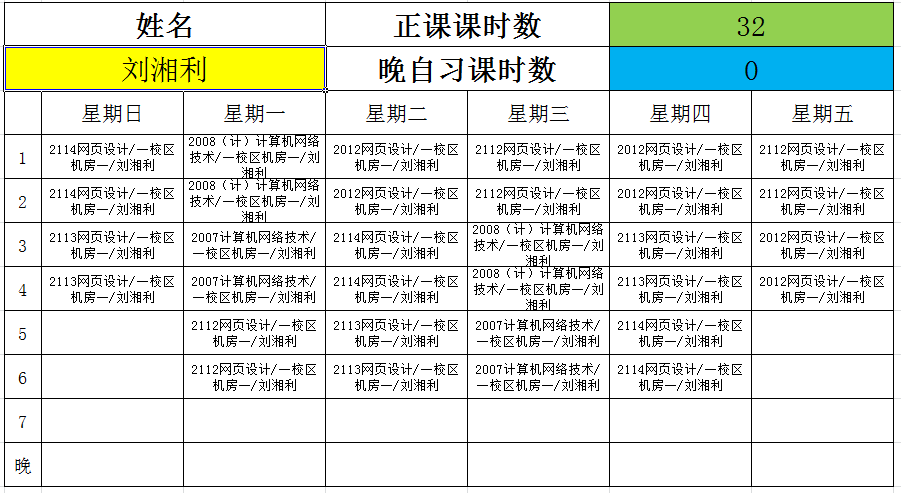 姓名 正课课时数 32
刘湘利 晚自习课时数 0
星期日 星期一 星期二 星期三 星期四 星期五
1 2114网页设计/一校区机房一/刘湘利 2008（计）计算机网络技术/一校区机房一/刘湘利 2012网页设计/一校区机房一/刘湘利 2112网页设计/一校区机房一/刘湘利 2012网页设计/一校区机房一/刘湘利 2112网页设计/一校区机房一/刘湘利
2 2114网页设计/一校区机房一/刘湘利 2008（计）计算机网络技术/一校区机房一/刘湘利 2012网页设计/一校区机房一/刘湘利 2112网页设计/一校区机房一/刘湘利 2012网页设计/一校区机房一/刘湘利 2112网页设计/一校区机房一/刘湘利
3 2113网页设计/一校区机房一/刘湘利 2007计算机网络技术/一校区机房一/刘湘利 2114网页设计/一校区机房一/刘湘利 2008（计）计算机网络技术/一校区机房一/刘湘利 2113网页设计/一校区机房一/刘湘利 2012网页设计/一校区机房一/刘湘利
4 2113网页设计/一校区机房一/刘湘利 2007计算机网络技术/一校区机房一/刘湘利 2114网页设计/一校区机房一/刘湘利 2008（计）计算机网络技术/一校区机房一/刘湘利 2113网页设计/一校区机房一/刘湘利 2012网页设计/一校区机房一/刘湘利
5 2112网页设计/一校区机房一/刘湘利 2113网页设计/一校区机房一/刘湘利 2007计算机网络技术/一校区机房一/刘湘利 2114网页设计/一校区机房一/刘湘利
6 2112网页设计/一校区机房一/刘湘利 2113网页设计/一校区机房一/刘湘利 2007计算机网络技术/一校区机房一/刘湘利 2114网页设计/一校区机房一/刘湘利
7
晚